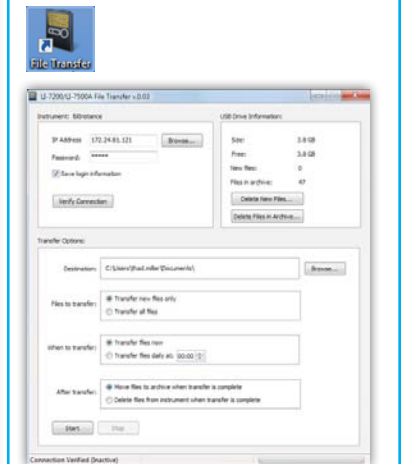 File Transfer
LI-7200/LI-7500A File Transfer v.0.03
Instrument:
USB Drive Information:
IP Address 172.24.81.121 Browse...
Password: *****
Save login information
Verify Connection
Size: 3.8 GB
Free: 3.8 GB
New files: 0
Files in archive: 47
Delete New Files...
Delete Files in Archive...
Transfer Options:
Destination: C:\Users\thad.miller\Documents\ Browse...
Files to transfer: Transfer new files only
Transfer all files
When to transfer: Transfer files now
Transfer files daily at: 00:00
After transfer: Move files to archive when transfer is complete
Delete files from instrument when transfer is complete
Start Stop
Connection Verified (Inactive)